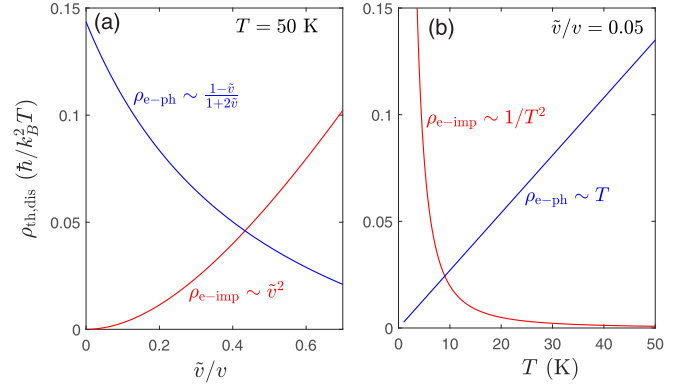 (a) T = 50 K
(b) ṽ/v = 0.05
ρ_th,dis (ħ/k_B^2 T)
0.15
0.1
0.05
0
ρ_e−ph ∼ (1−ṽ)/(1+2ṽ)
ρ_e−imp ∼ ṽ^2
0 0.2 0.4 0.6
ṽ/v
0.15
0.1
0.05
0
ρ_e−imp ∼ 1/T^2
ρ_e−ph ∼ T
0 10 20 30 40 50
T (K)